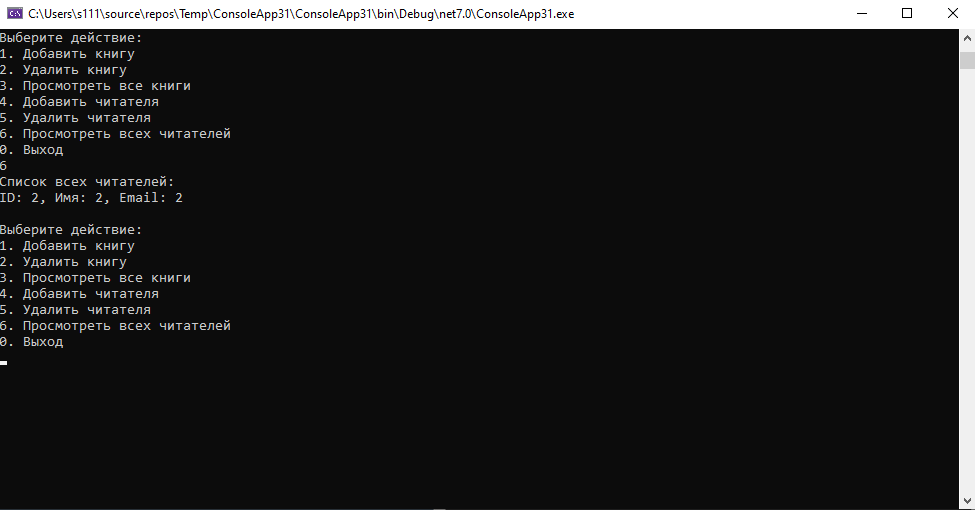 C:\Users\s111\source\repos\Temp\ConsoleApp31\ConsoleApp31\bin\Debug\net7.0\ConsoleApp31.exe
Выберите действие:
1. Добавить книгу
2. Удалить книгу
3. Просмотреть все книги
4. Добавить читателя
5. Удалить читателя
6. Просмотреть всех читателей
0. Выход
6
Список всех читателей:
ID: 2, Имя: 2, Email: 2
Выберите действие:
1. Добавить книгу
2. Удалить книгу
3. Просмотреть все книги
4. Добавить читателя
5. Удалить читателя
6. Просмотреть всех читателей
0. Выход